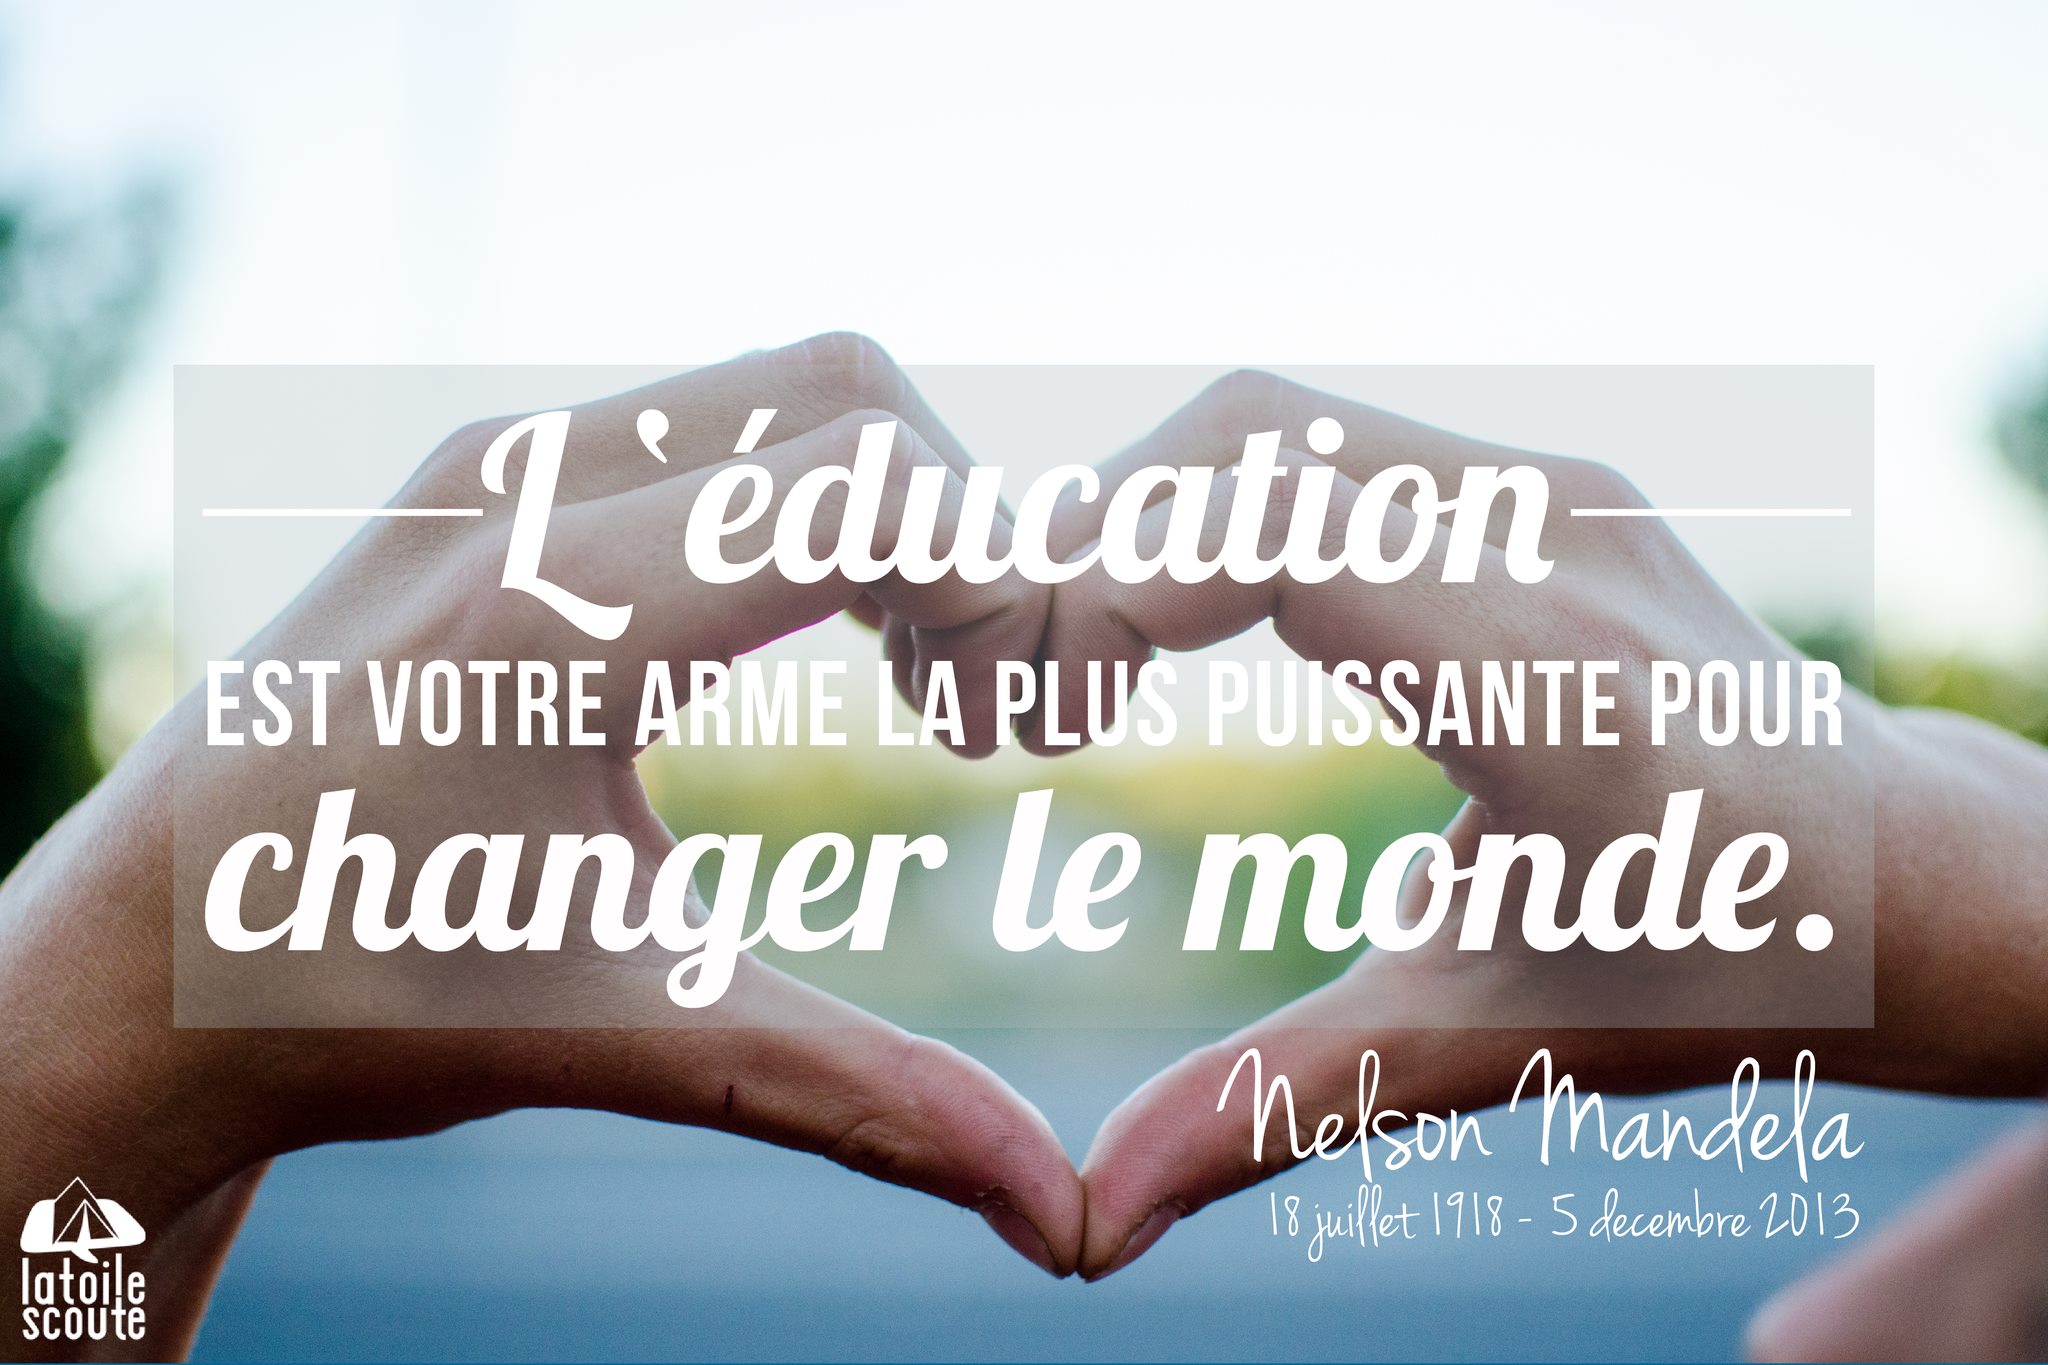 L'éducation
EST VOTRE ARME LA PLUS PUISSANTE POUR
changer le monde.
Nelson Mandela
18 juillet 1918 - 5 decembre 2013
latoile
scoute